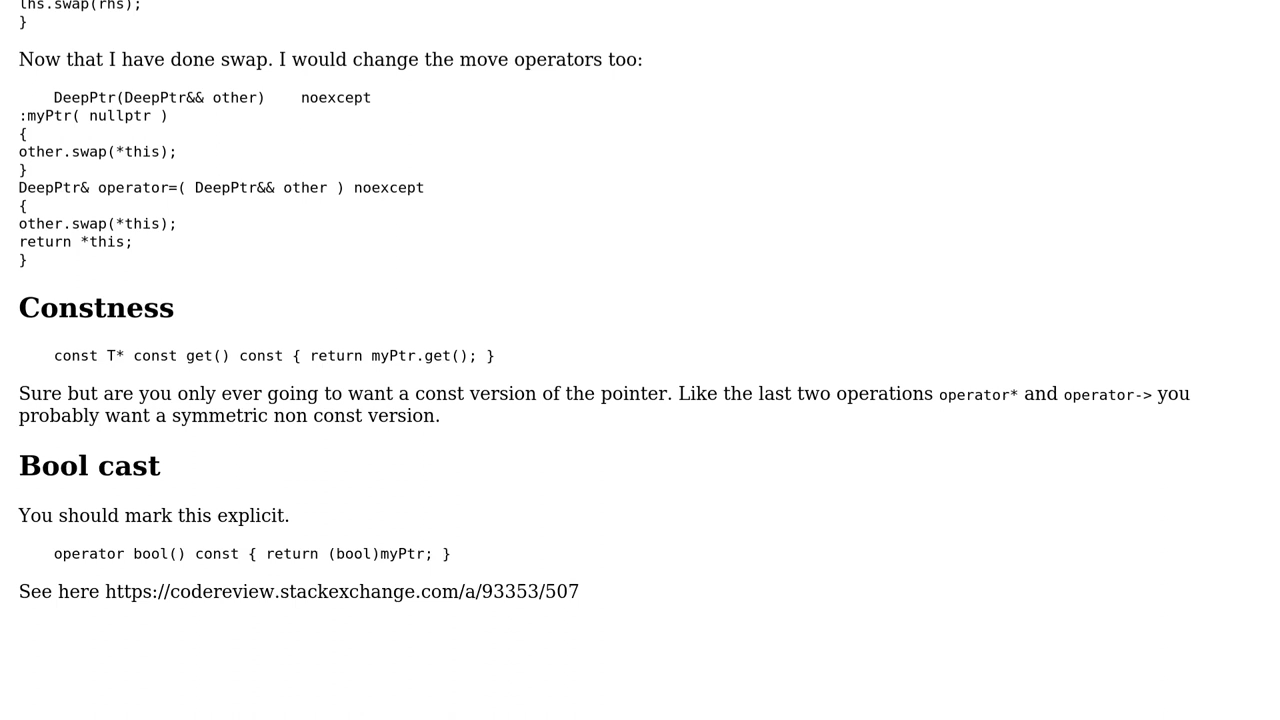 lhs.swap(rhs);
}
Now that I have done swap. I would change the move operators too:
    DeepPtr(DeepPtr&& other)    noexcept
:myPtr( nullptr )
{
other.swap(*this);
}
DeepPtr& operator=( DeepPtr&& other ) noexcept
{
other.swap(*this);
return *this;
}
Constness
    const T* const get() const { return myPtr.get(); }
Sure but are you only ever going to want a const version of the pointer. Like the last two operations operator* and operator-> you
probably want a symmetric non const version.
Bool cast
You should mark this explicit.
    operator bool() const { return (bool)myPtr; }
See here https://codereview.stackexchange.com/a/93353/507